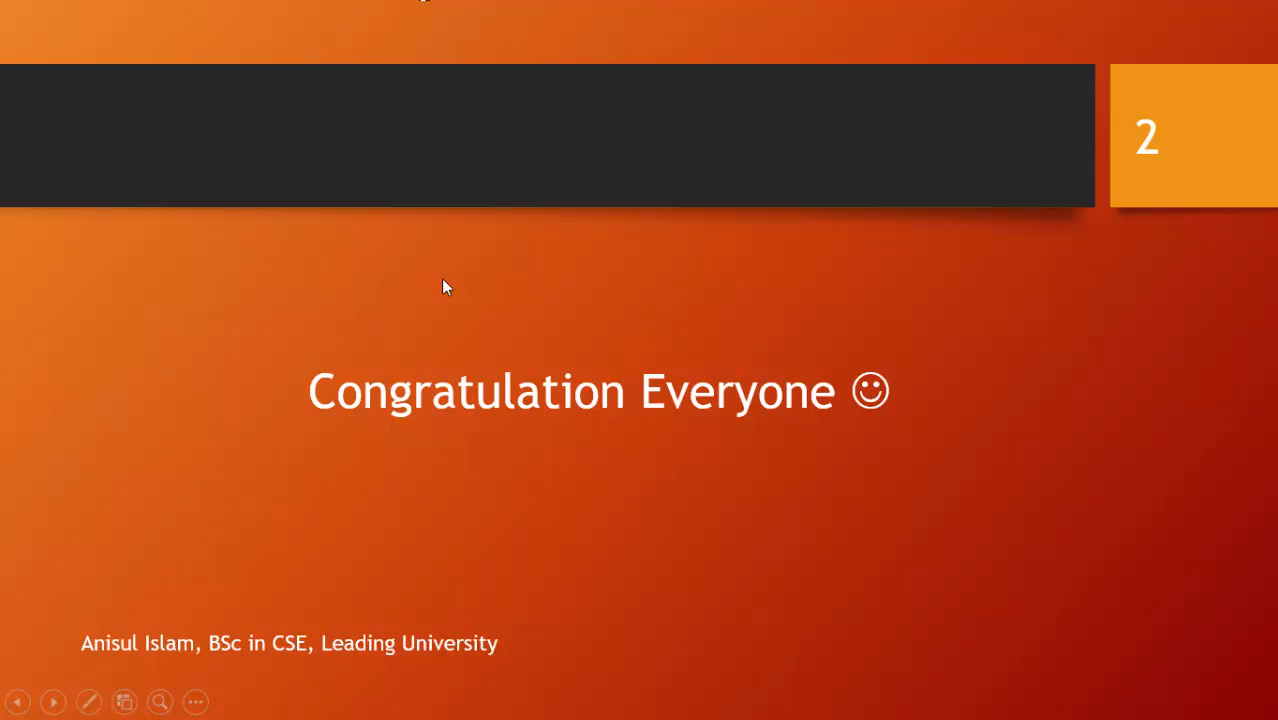 2
Congratulation Everyone ☺
Anisul Islam, BSc in CSE, Leading University